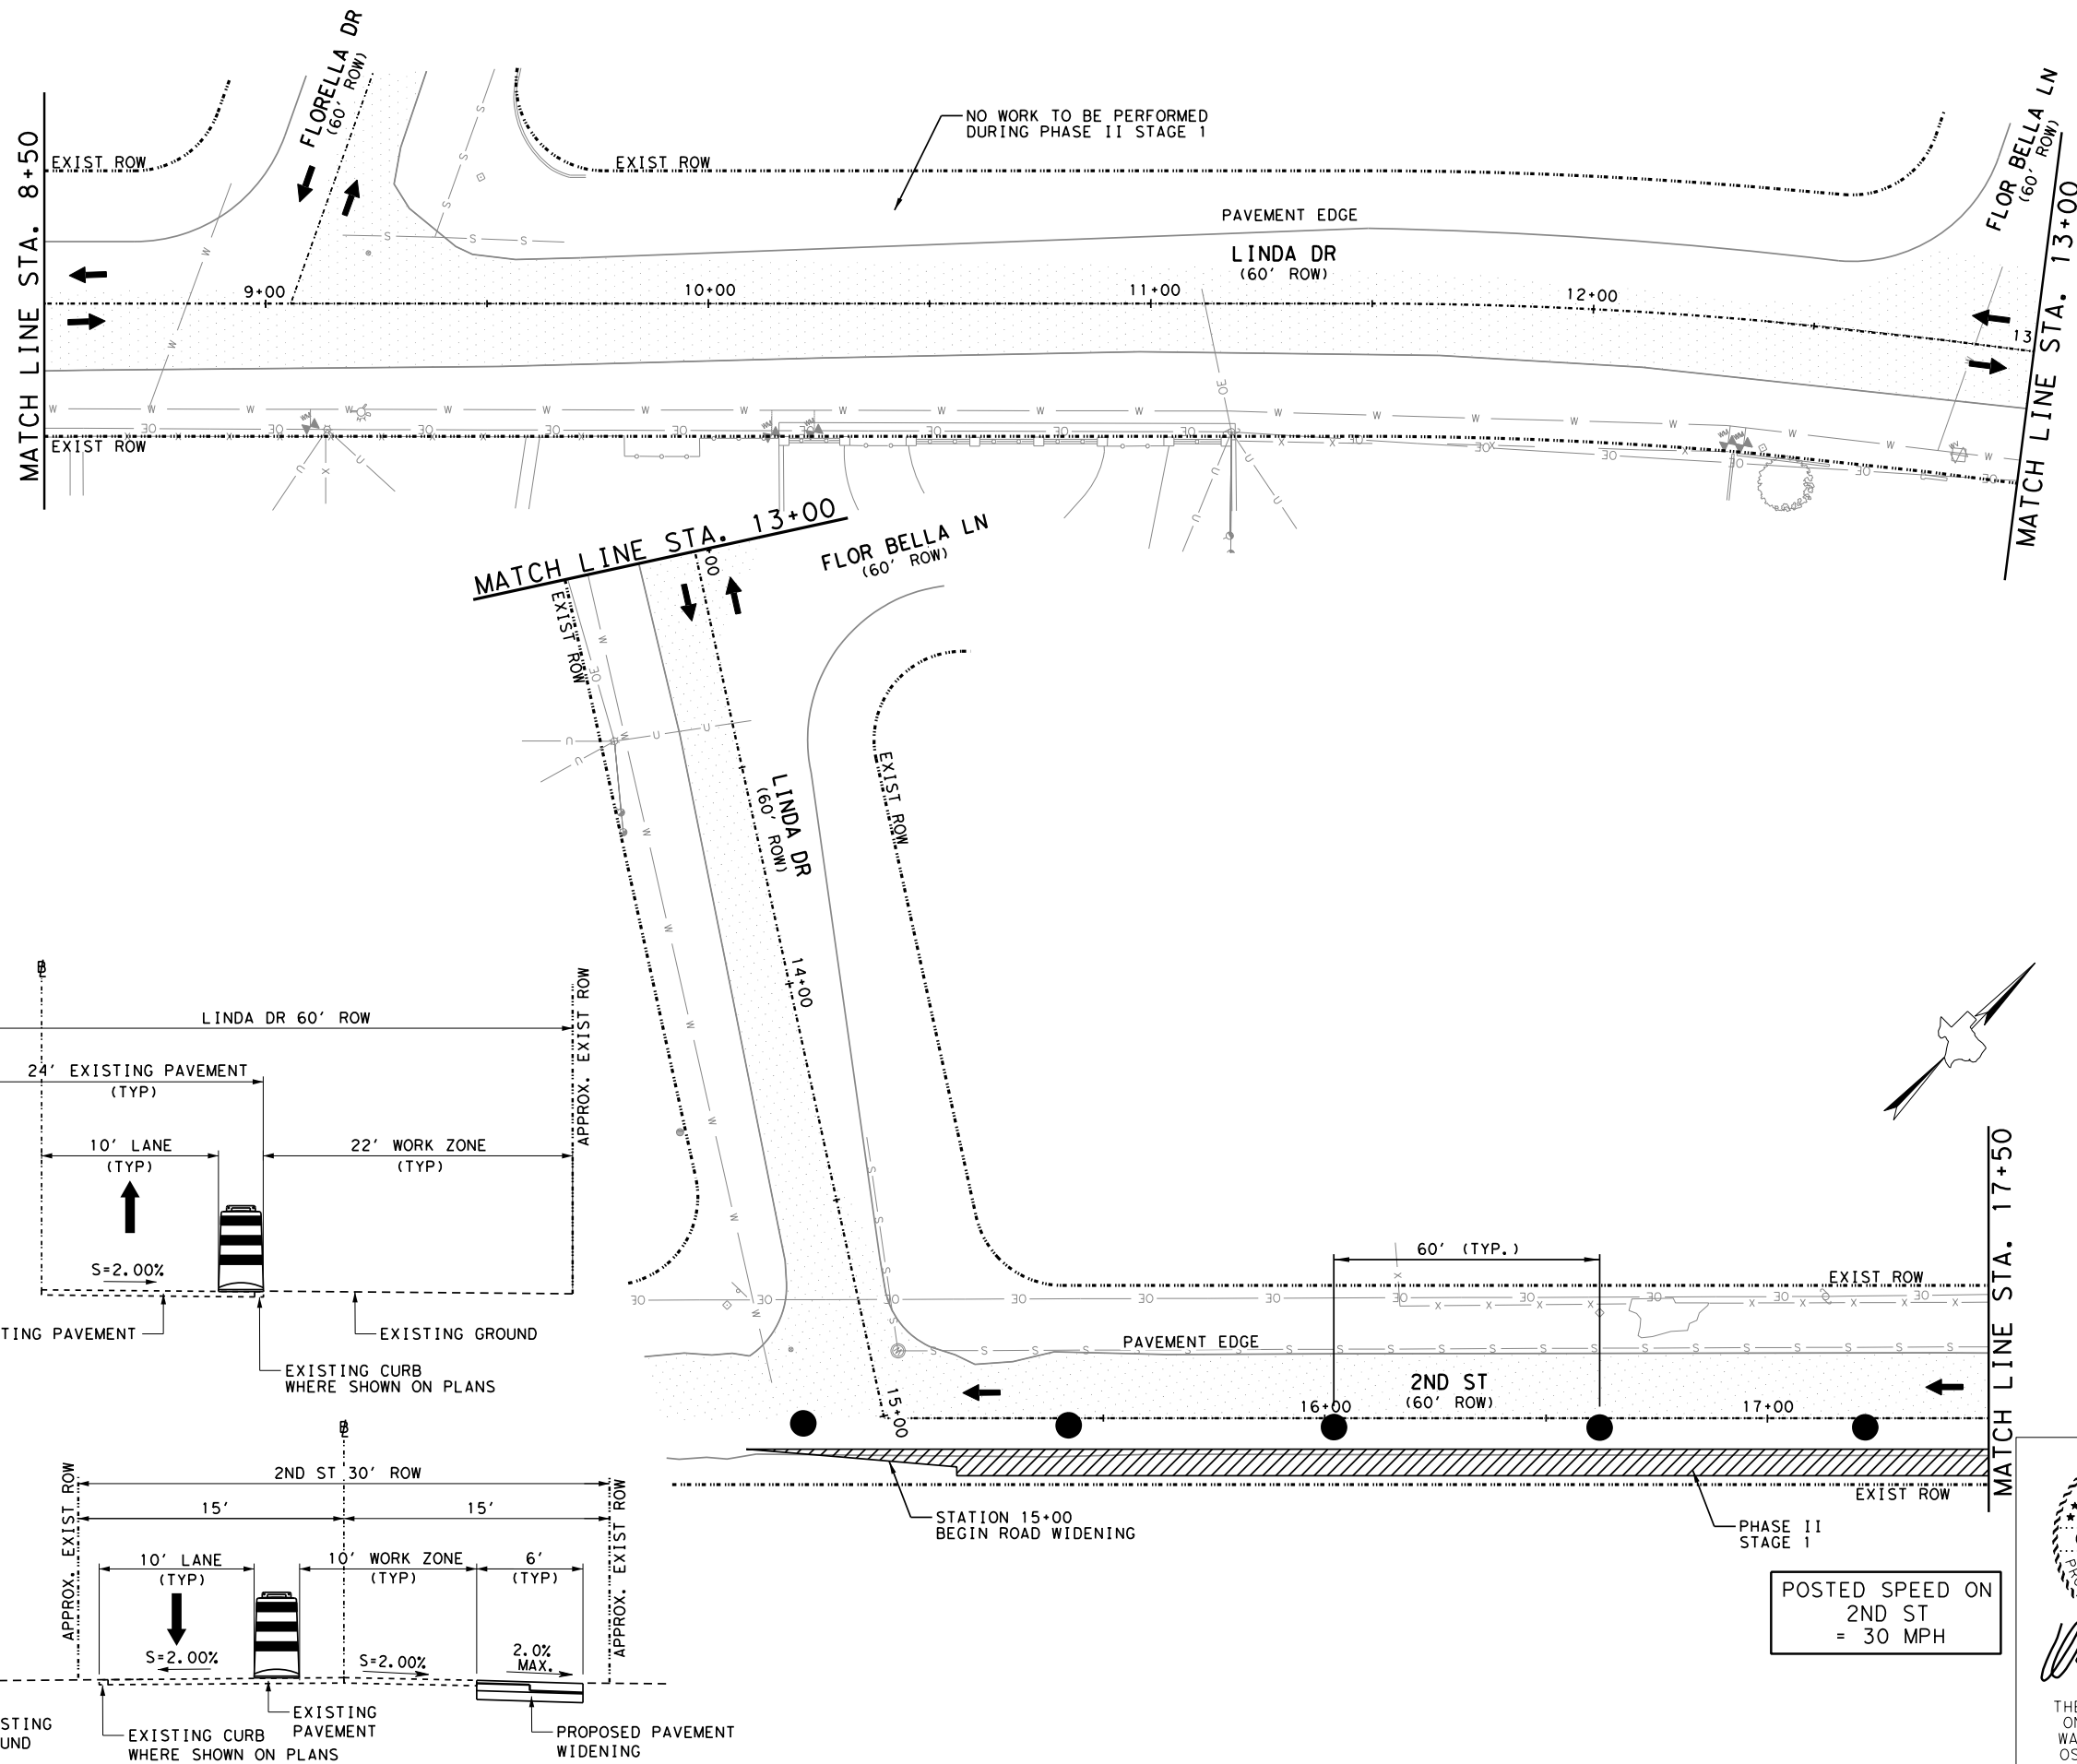 FLORELLA DR
(60' ROW)
NO WORK TO BE PERFORMED
DURING PHASE II STAGE 1
FLOR BELLA LN
(60' ROW)
MATCH LINE STA. 8+50
EXIST ROW
EXIST ROW
PAVEMENT EDGE
LINDA DR
(60' ROW)
9+00
10+00
11+00
12+00
13
MATCH LINE STA. 13+00
EXIST ROW
MATCH LINE STA. 13+00
00
FLOR BELLA LN
(60' ROW)
EXIST ROW
EXIST ROW
LINDA DR
(60' ROW)
14+00
LINDA DR 60' ROW
24' EXISTING PAVEMENT
(TYP)
APPROX. EXIST ROW
10' LANE
(TYP)
22' WORK ZONE
(TYP)
S=2.00%
TING PAVEMENT
EXISTING GROUND
EXISTING CURB
WHERE SHOWN ON PLANS
60' (TYP.)
EXIST ROW
PAVEMENT EDGE
2ND ST
(60' ROW)
15+00
16+00
17+00
MATCH LINE STA. 17+50
EXIST ROW
STATION 15+00
BEGIN ROAD WIDENING
PHASE II
STAGE 1
POSTED SPEED ON
2ND ST
= 30 MPH
2ND ST 30' ROW
15'
15'
APPROX. EXIST ROW
APPROX. EXIST ROW
10' LANE
(TYP)
10' WORK ZONE
(TYP)
6'
(TYP)
S=2.00%
S=2.00%
2.0%
MAX.
STING
UND
EXISTING CURB
WHERE SHOWN ON PLANS
EXISTING
PAVEMENT
PROPOSED PAVEMENT
WIDENING
THE
ON
WA
OS